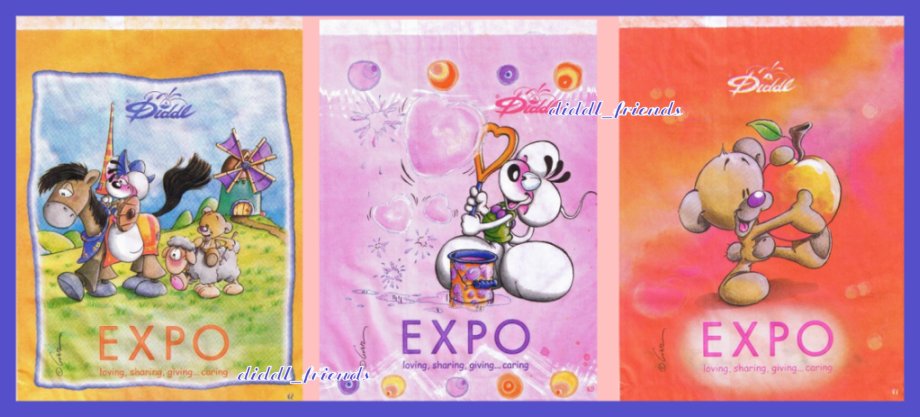 Diddl
EXPO
loving, sharing, giving... caring
Diddl
EXPO
loving, sharing, giving... caring
Diddl
EXPO
loving, sharing, giving... caring
diddl_friends
diddl_friends